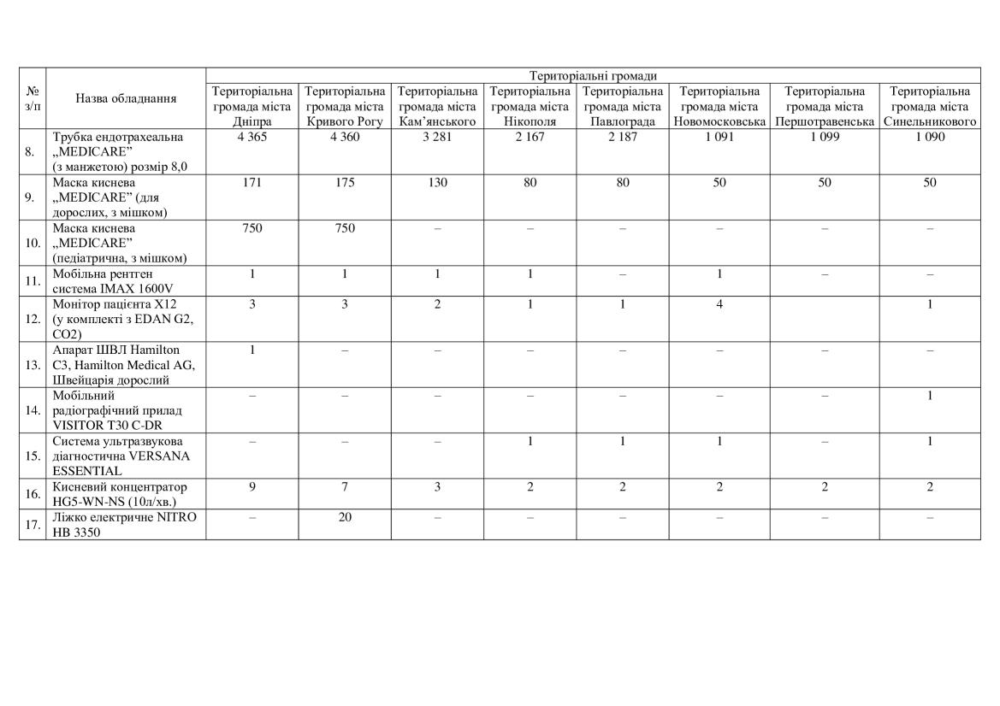 Територіальні громади
№ з/п
Назва обладнання
Територіальна громада міста Дніпра
Територіальна громада міста Кривого Рогу
Територіальна громада міста Кам’янського
Територіальна громада міста Нікополя
Територіальна громада міста Павлограда
Територіальна громада міста Новомосковська
Територіальна громада міста Першотравенська
Територіальна громада міста Синельникового
8. Трубка ендотрахеальна 4 365 4 360 3 281 2 167 2 187 1 091 1 099 1 090
„MEDICARE”
(з манжетою) розмір 8,0
9. Маска киснева 171 175 130 80 80 50 50 50
„MEDICARE” (для
дорослих, з мішком)
10. Маска киснева 750 750 – – – – – –
„MEDICARE”
(педіатрична, з мішком)
11. Мобільна рентген 1 1 1 1 – 1 – –
система IMAX 1600V
12. Монітор пацієнта X12 3 3 2 1 1 4 1
(у комплекті з EDAN G2,
CO2)
13. Апарат ШВЛ Hamilton 1 – – – – – – –
C3, Hamilton Medical AG,
Швейцарія дорослий
14. Мобільний – – – – – – – 1
радіографічний прилад
VISITOR T30 C-DR
15. Система ультразвукова – – – 1 1 1 – 1
діагностична VERSANA
ESSENTIAL
16. Кисневий концентратор 9 7 3 2 2 2 2 2
HG5-WN-NS (10л/хв.)
17. Ліжко електричне NITRO – 20 – – – – – –
HB 3350